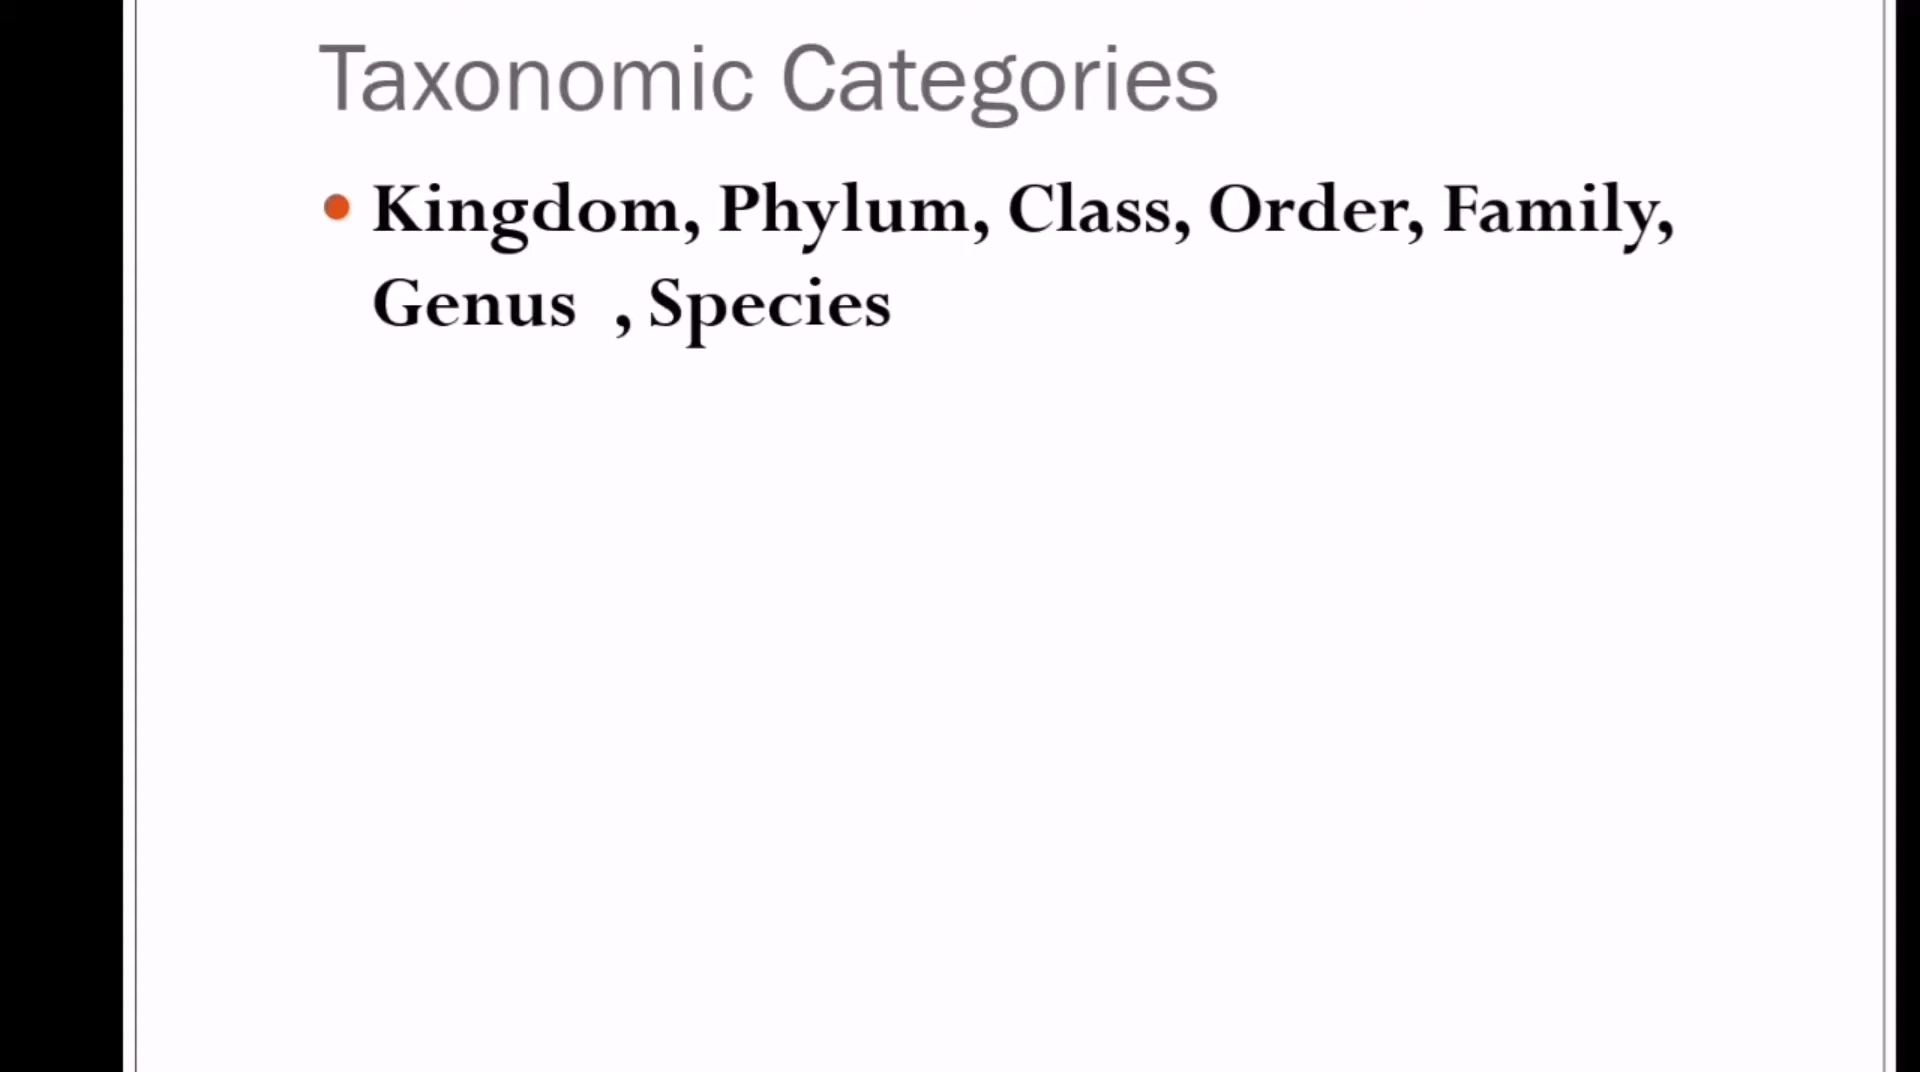 Taxonomic Categories
Kingdom, Phylum, Class, Order, Family,
Genus  , Species